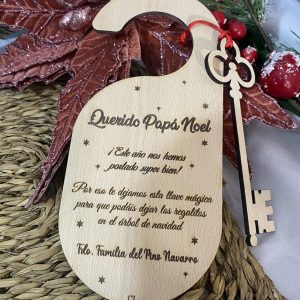 Querido Papá Noel
¡Este año nos hemos
portado super bien!
Por eso te dejamos esta llave mágica
para que podáis dejar los regalitos
en el árbol de navidad
Fdo. Familia del Pino Navarro